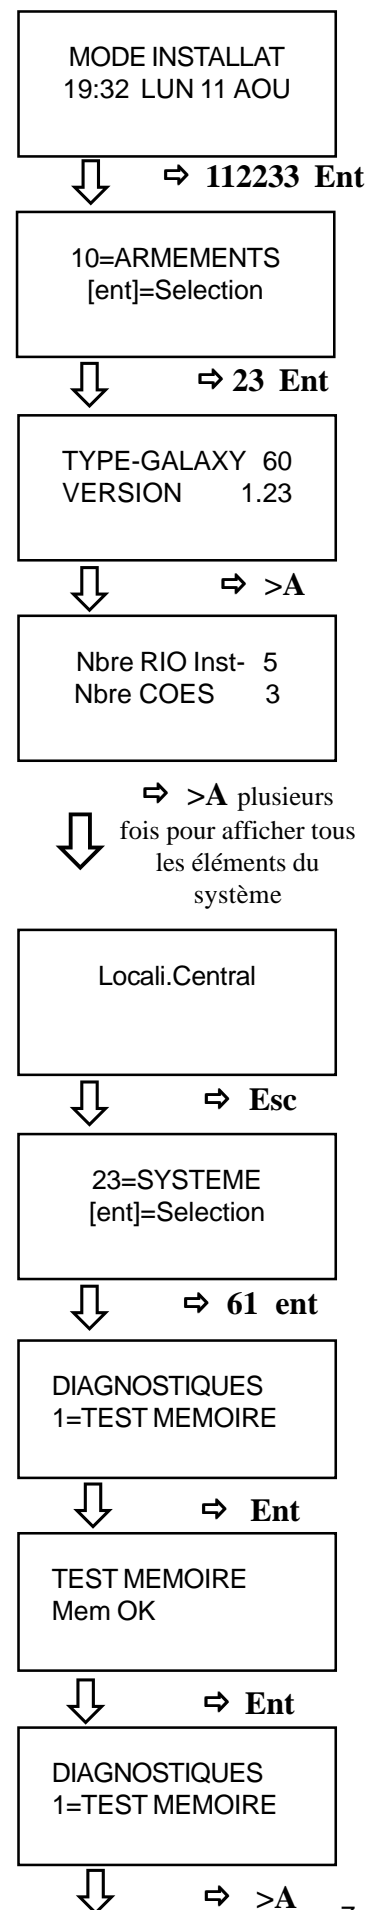 MODE INSTALLAT
19:32 LUN 11 AOU
⇨ 112233 Ent
10=ARMEMENTS
[ent]=Selection
⇨ 23 Ent
TYPE-GALAXY 60
VERSION 1.23
⇨ >A
Nbre RIO Inst- 5
Nbre COES 3
⇨ >A plusieurs
fois pour afficher tous
les éléments du
système
Locali.Central
⇨ Esc
23=SYSTEME
[ent]=Selection
⇨ 61 ent
DIAGNOSTIQUES
1=TEST MEMOIRE
⇨ Ent
TEST MEMOIRE
Mem OK
⇨ Ent
DIAGNOSTIQUES
1=TEST MEMOIRE
⇨ >A